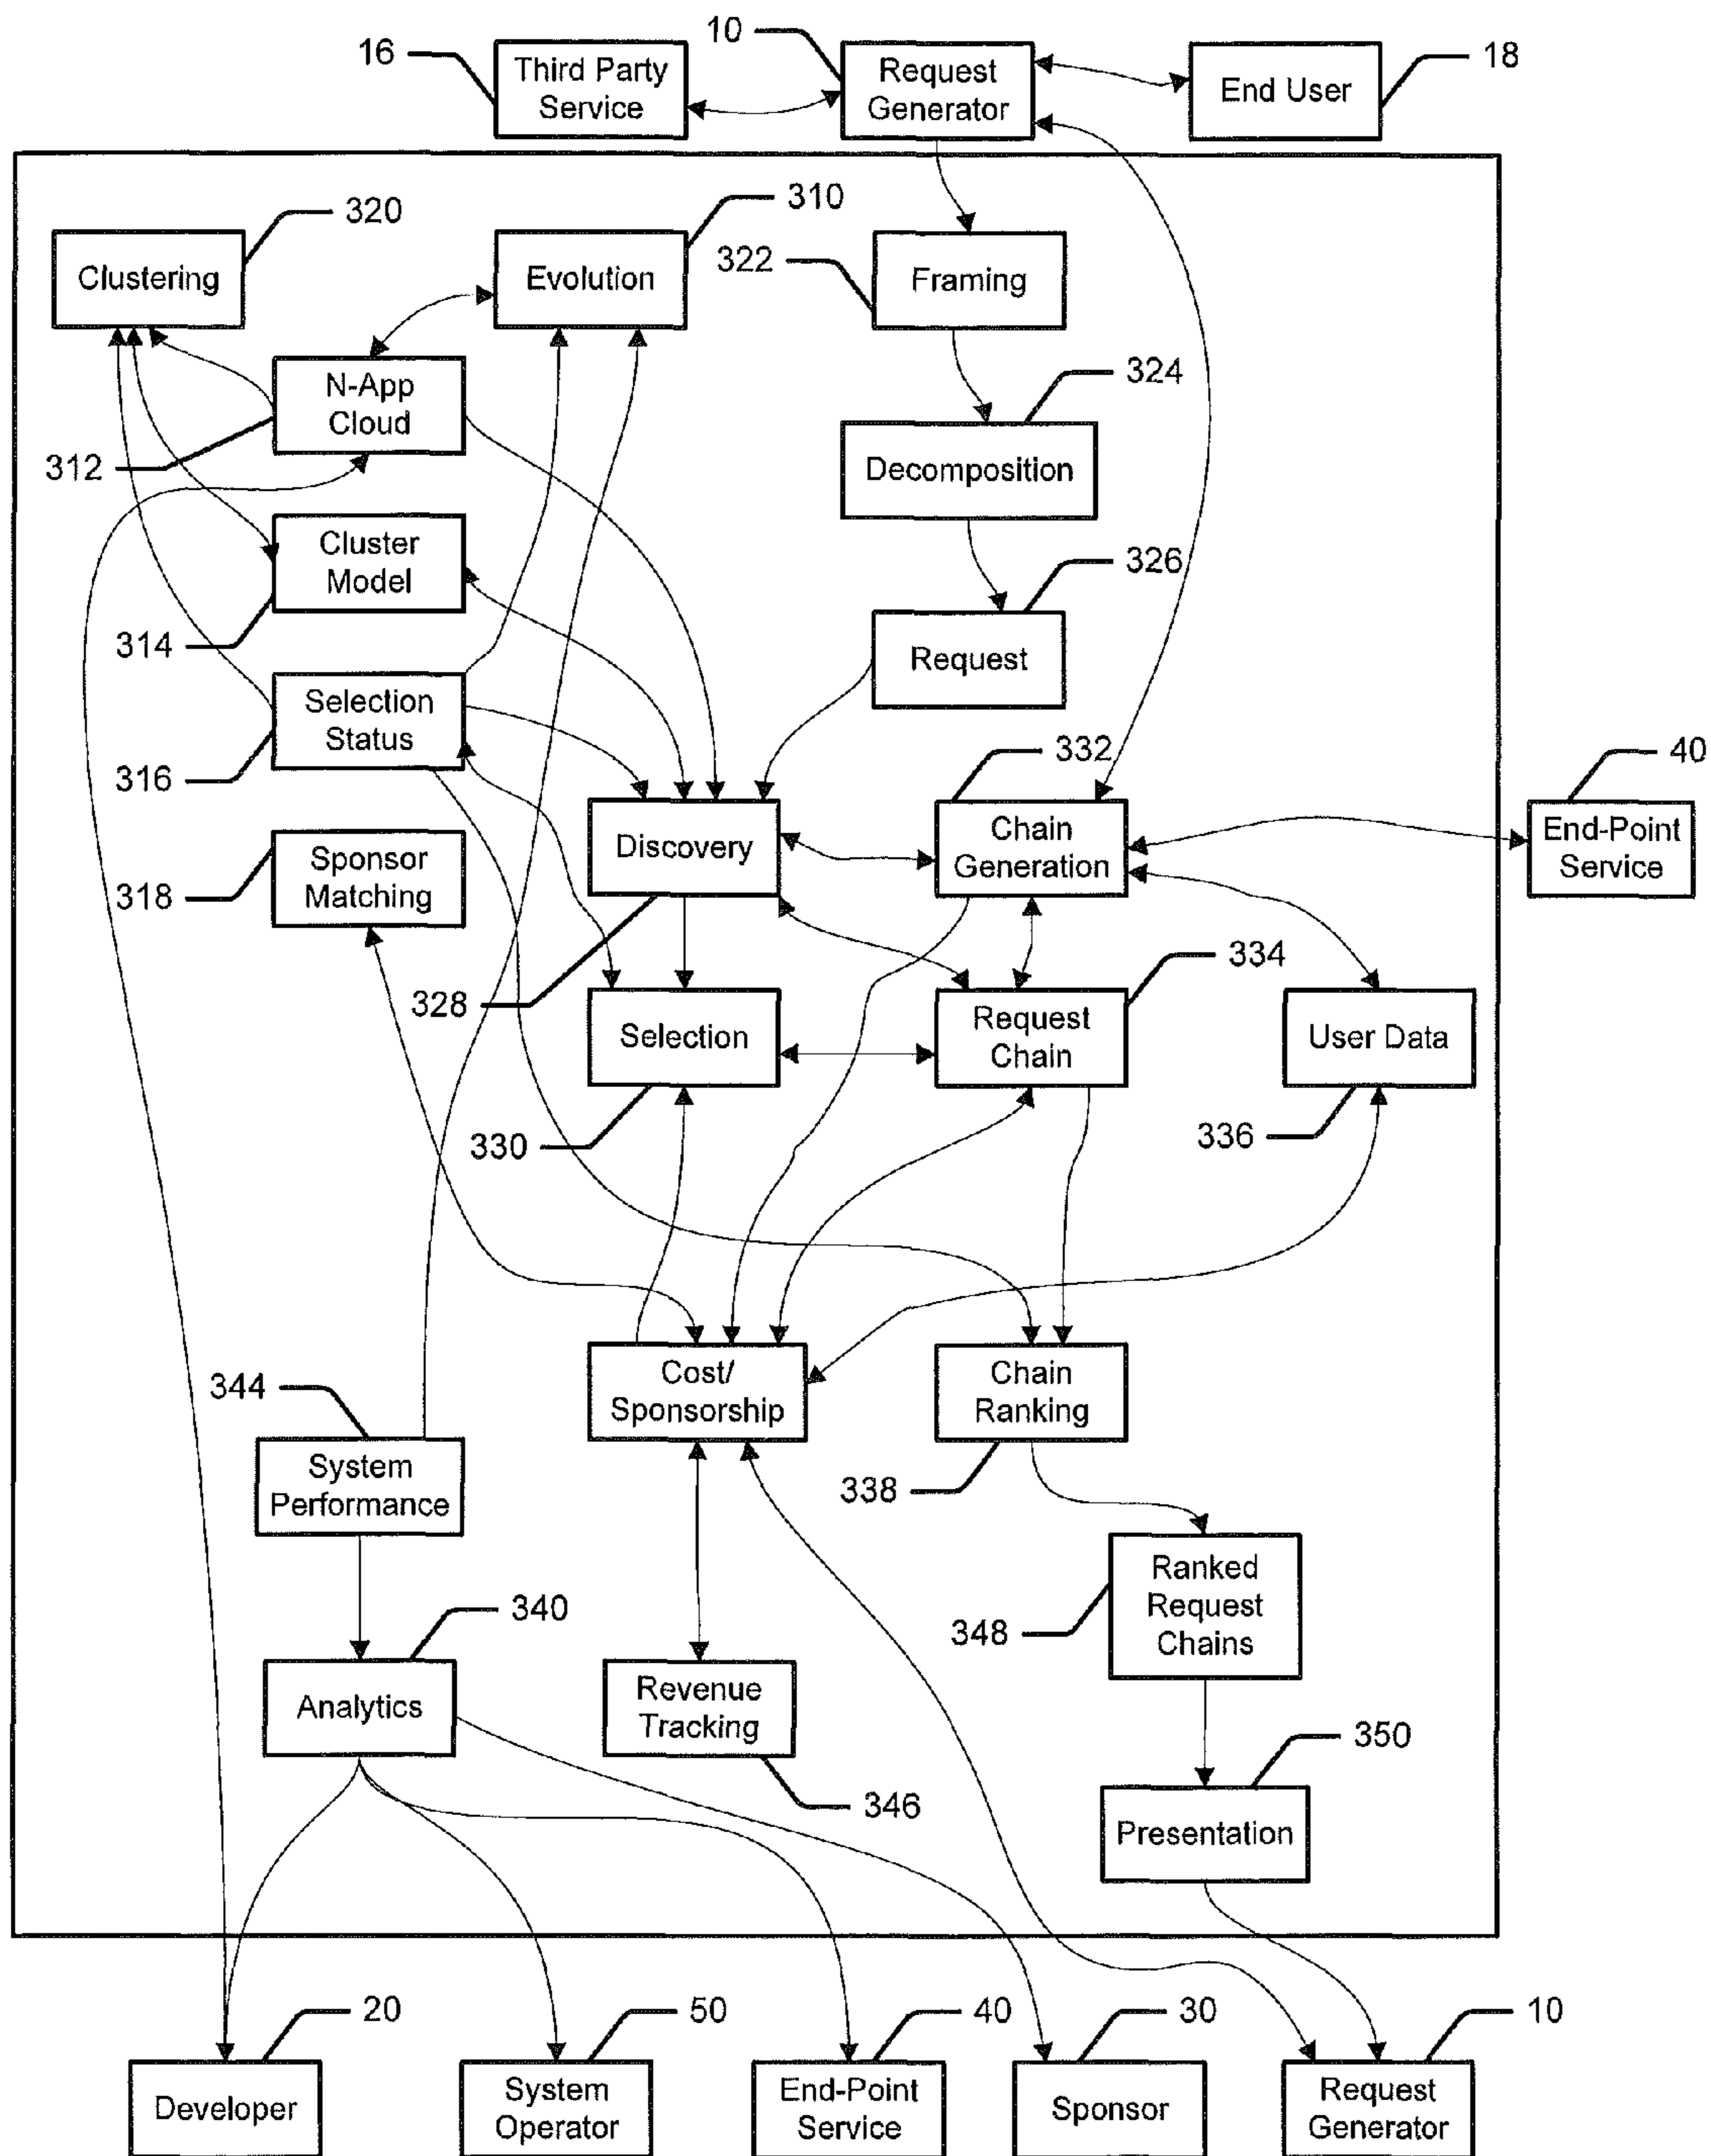 16
Third Party
Service
10
Request
Generator
End User
18
320
Clustering
310
Evolution
322
Framing
N-App
Cloud
312
324
Decomposition
Cluster
Model
314
326
Request
Selection
Status
316
332
40
Sponsor
Matching
318
Discovery
Chain
Generation
End-Point
Service
328
334
Selection
Request
Chain
User Data
330
336
344
Cost/
Sponsorship
Chain
Ranking
System
Performance
338
340
Ranked
Request
Chains
348
Analytics
Revenue
Tracking
346
350
Presentation
20
50
40
30
10
Developer
System
Operator
End-Point
Service
Sponsor
Request
Generator